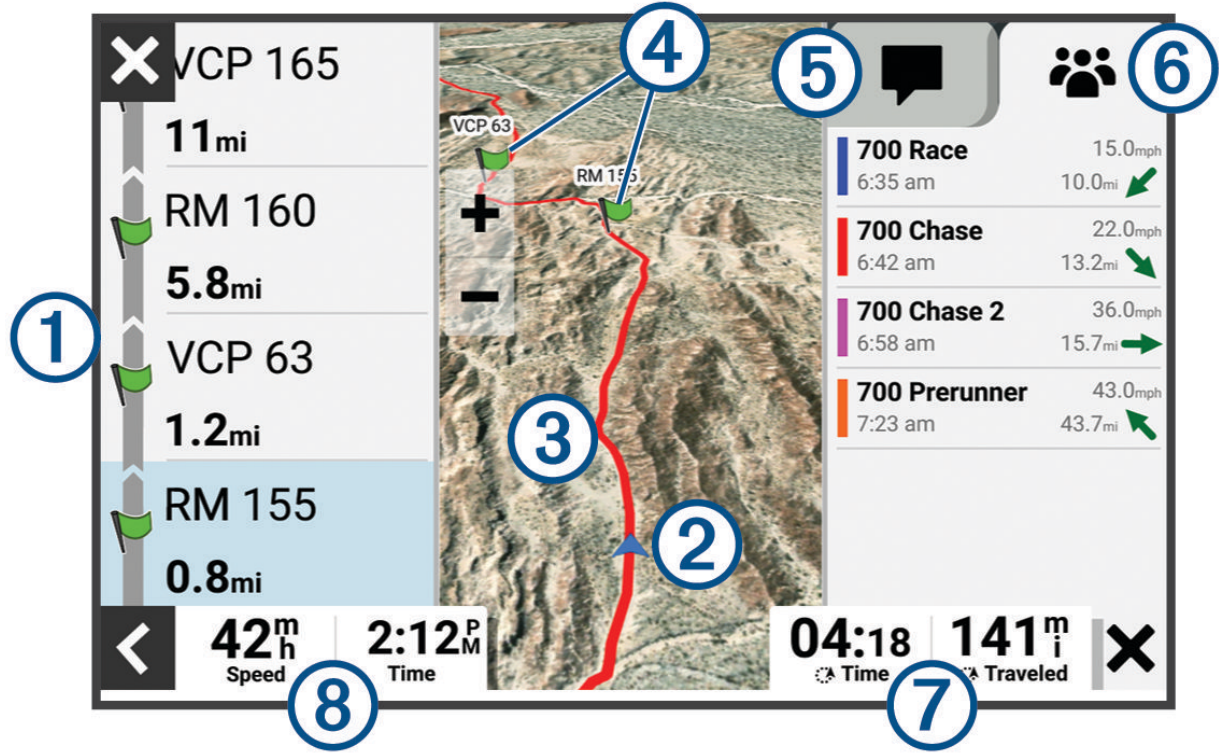 4
5
6
VCP 165
11mi
RM 160
5.8mi
VCP 63
1.2mi
RM 155
0.8mi
1
VCP 63
RM 155
+
−
3
2
700 Race 15.0mph
6:35 am 10.0mi
700 Chase 22.0mph
6:42 am 13.2mi
700 Chase 2 36.0mph
6:58 am 15.7mi
700 Prerunner 43.0mph
7:23 am 43.7mi
42mh 2:12PM
Speed Time
8
04:18 141mi
Time Traveled
7